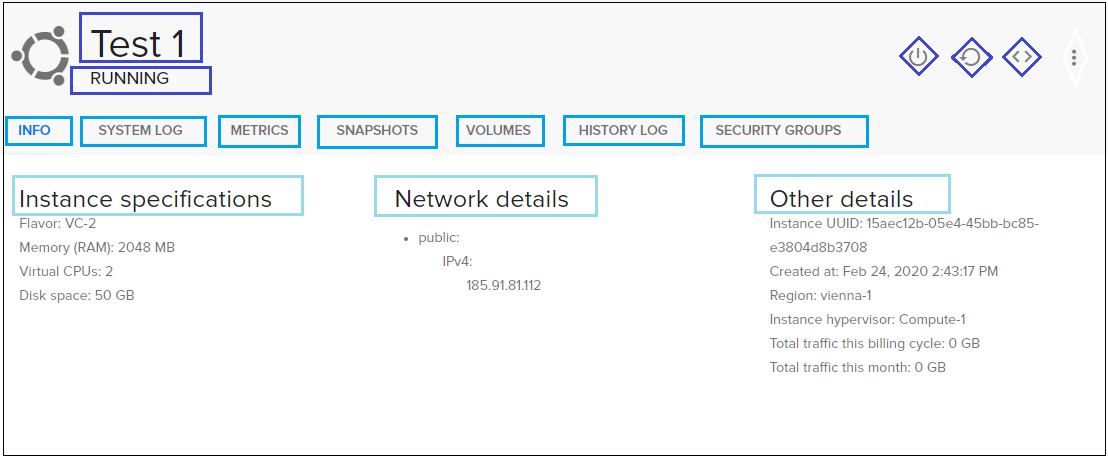 Test 1
RUNNING
INFO SYSTEM LOG METRICS SNAPSHOTS VOLUMES HISTORY LOG SECURITY GROUPS
Instance specifications
Flavor: VC-2
Memory (RAM): 2048 MB
Virtual CPUs: 2
Disk space: 50 GB
Network details
• public:
IPv4:
185.91.81.112
Other details
Instance UUID: 15aec12b-05e4-45bb-bc85-
e3804d8b3708
Created at: Feb 24, 2020 2:43:17 PM
Region: vienna-1
Instance hypervisor: Compute-1
Total traffic this billing cycle: 0 GB
Total traffic this month: 0 GB